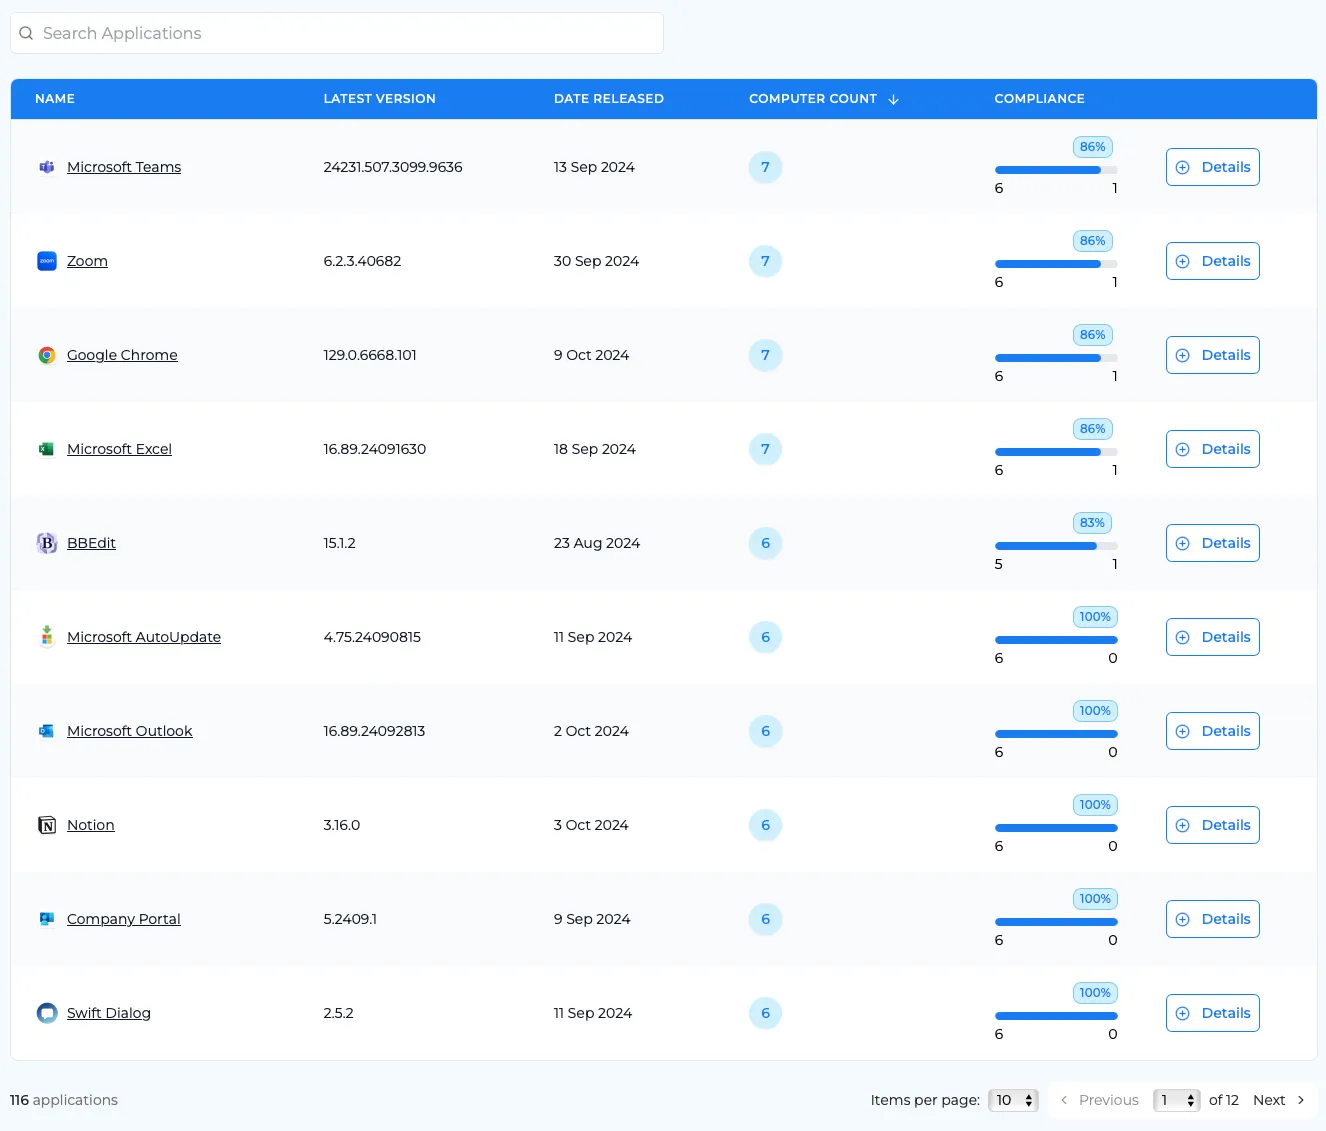 Search Applications
NAME LATEST VERSION DATE RELEASED COMPUTER COUNT COMPLIANCE
86%
Microsoft Teams 24231.507.3099.9636 13 Sep 2024 7 Details
6 1
86%
zoom Zoom 6.2.3.40682 30 Sep 2024 7 Details
6 1
86%
Google Chrome 129.0.6668.101 9 Oct 2024 7 Details
6 1
86%
Microsoft Excel 16.89.24091630 18 Sep 2024 7 Details
6 1
83%
B BBEdit 15.1.2 23 Aug 2024 6 Details
5 1
100%
Microsoft AutoUpdate 4.75.24090815 11 Sep 2024 6 Details
6 0
100%
Microsoft Outlook 16.89.24092813 2 Oct 2024 6 Details
6 0
100%
N Notion 3.16.0 3 Oct 2024 6 Details
6 0
100%
Company Portal 5.2409.1 9 Sep 2024 6 Details
6 0
100%
Swift Dialog 2.5.2 11 Sep 2024 6 Details
6 0
116 applications Items per page: 10 Previous 1 of 12 Next